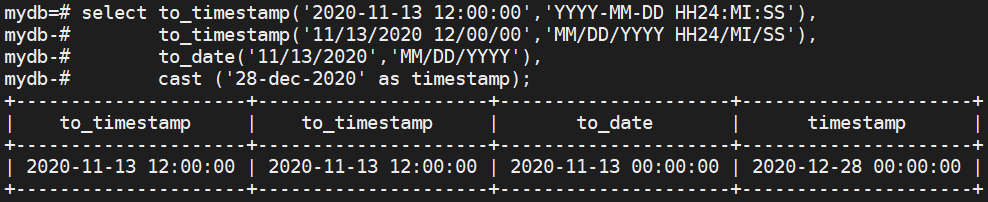 mydb=# select to_timestamp('2020-11-13 12:00:00','YYYY-MM-DD HH24:MI:SS'),
mydb-#        to_timestamp('11/13/2020 12/00/00','MM/DD/YYYY HH24/MI/SS'),
mydb-#        to_date('11/13/2020','MM/DD/YYYY'),
mydb-#        cast ('28-dec-2020' as timestamp);
+---------------------+---------------------+---------------------+---------------------+
|    to_timestamp     |    to_timestamp     |       to_date       |      timestamp      |
+---------------------+---------------------+---------------------+---------------------+
| 2020-11-13 12:00:00 | 2020-11-13 12:00:00 | 2020-11-13 00:00:00 | 2020-12-28 00:00:00 |
+---------------------+---------------------+---------------------+---------------------+